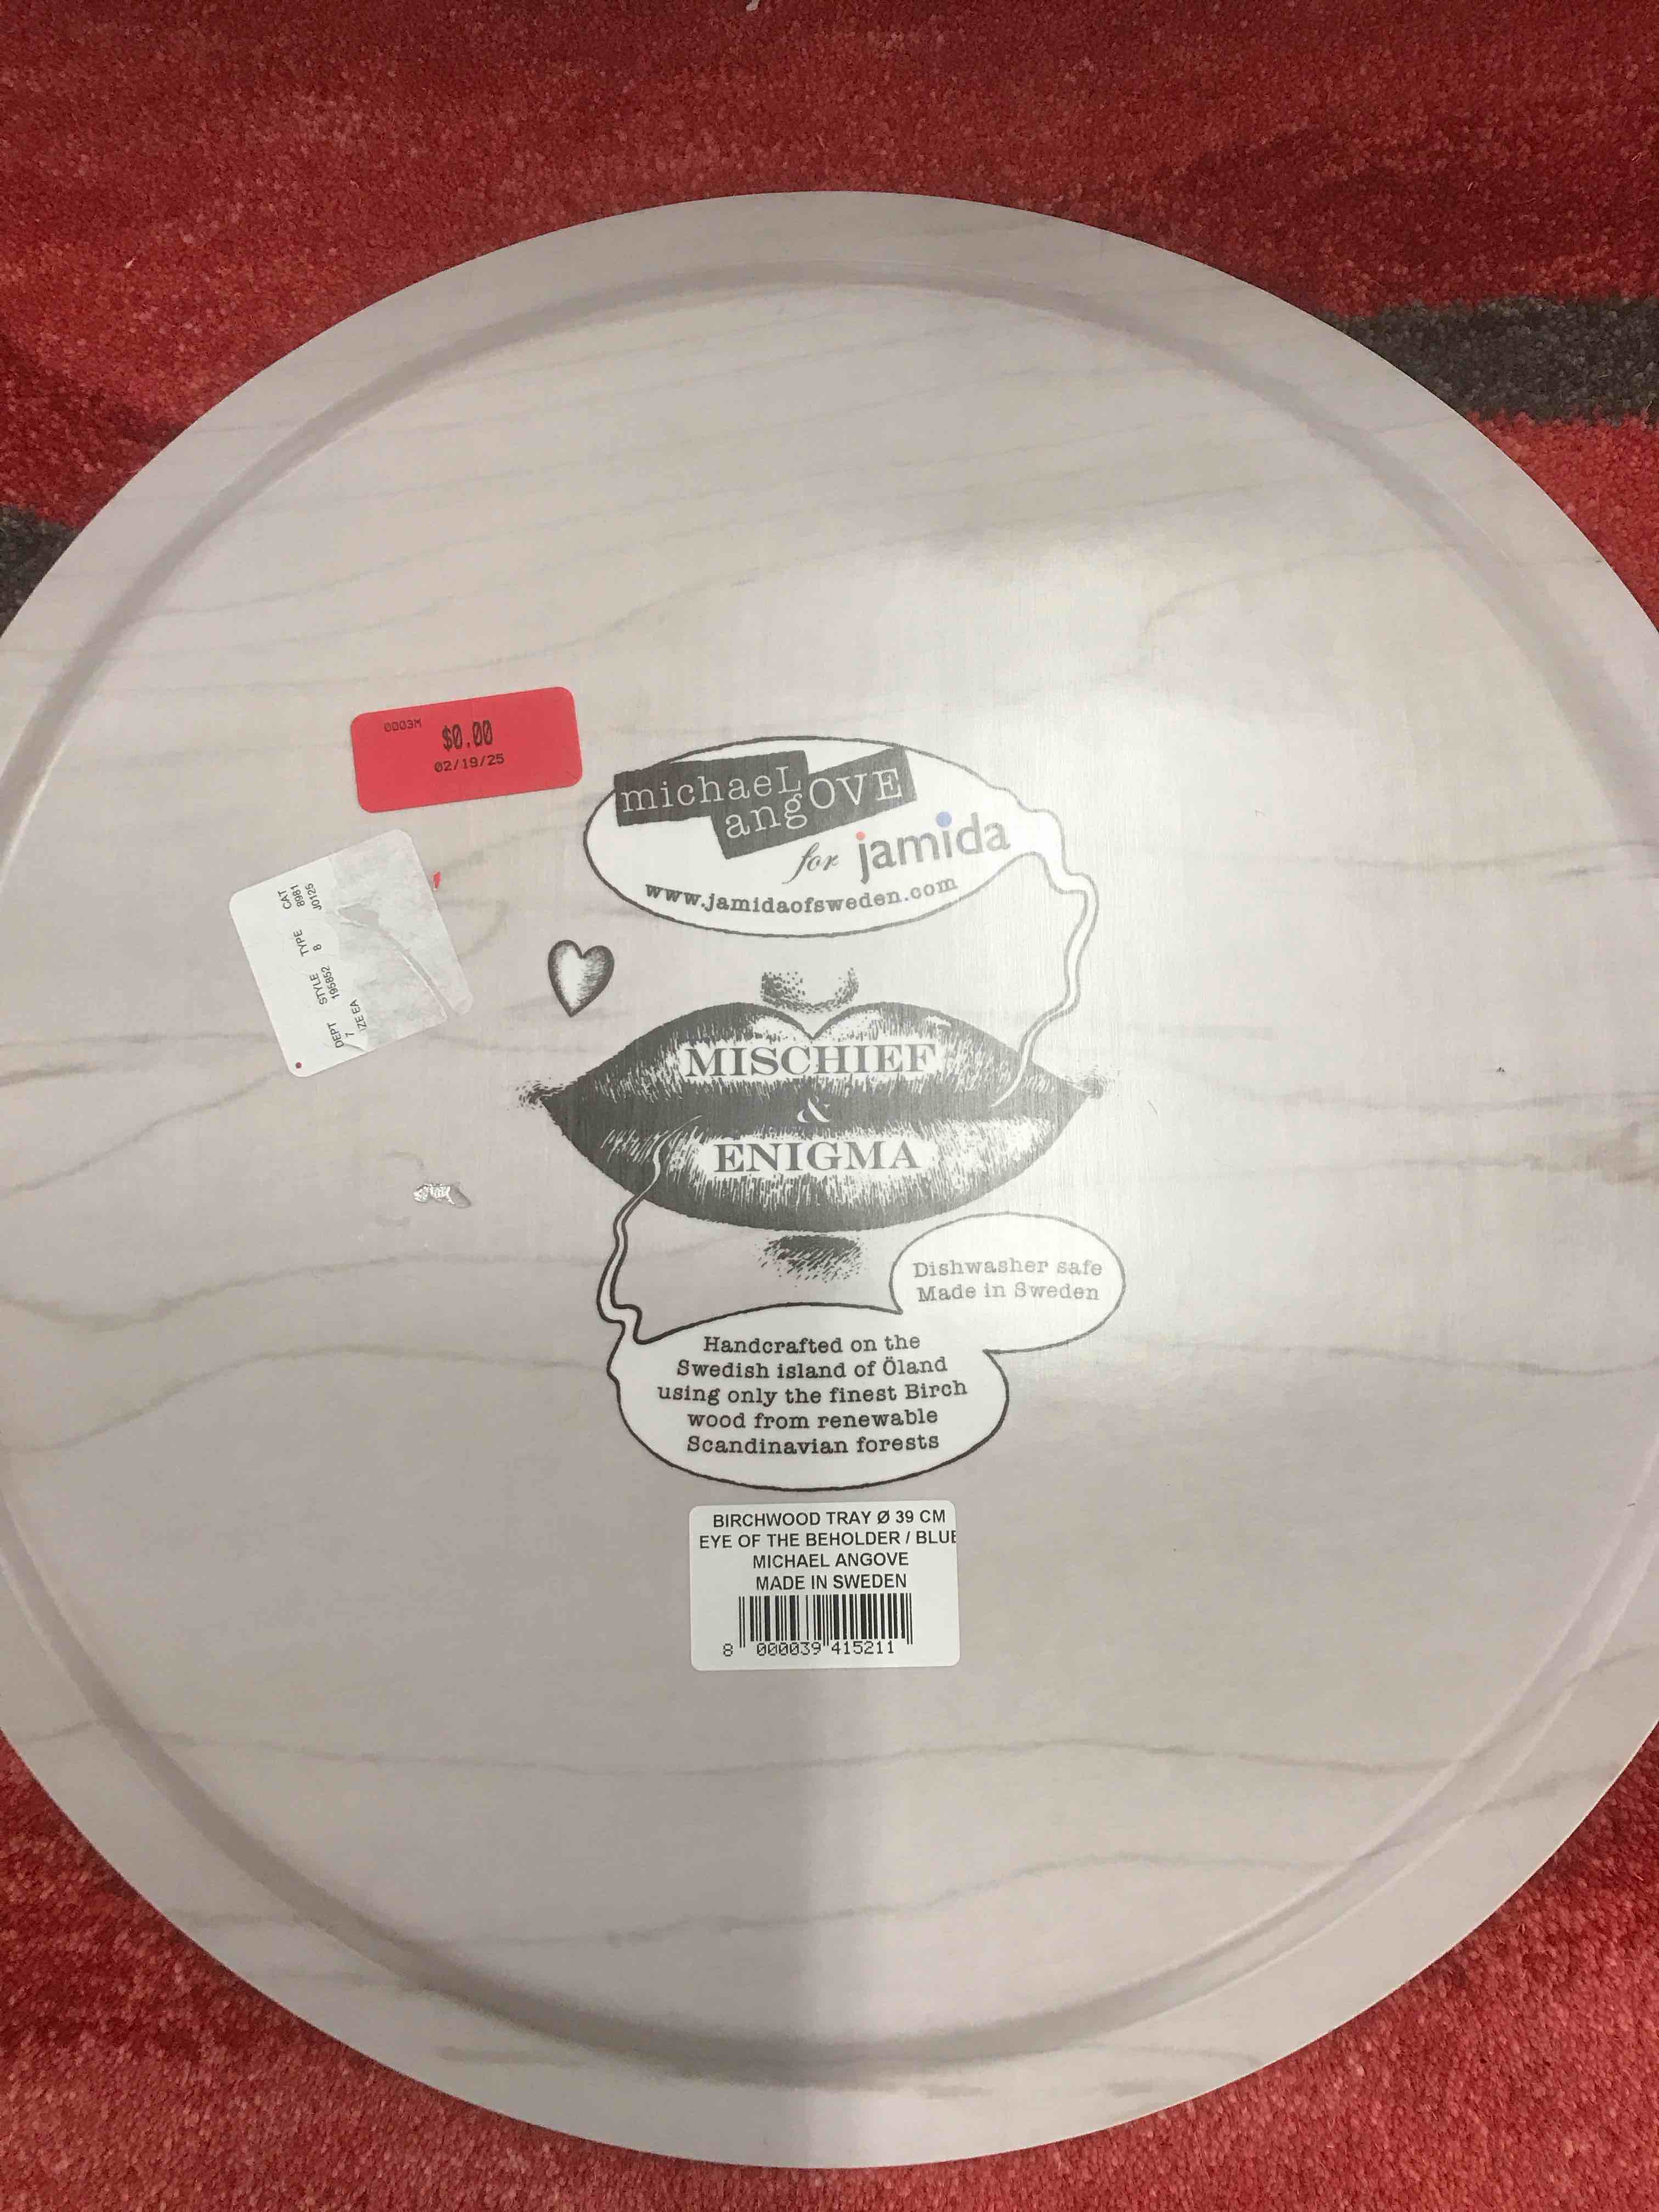 0003M
$0.00
02/19/25
michaeL
angOVE
for jamida
www.jamidaofsweden.com
DEPT STYLE TYPE CAT
7 195852 8 8981
IZE EA J0125
MISCHIEF
&
ENIGMA
Dishwasher safe
Made in Sweden
Handcrafted on the
Swedish island of Öland
using only the finest Birch
wood from renewable
Scandinavian forests
BIRCHWOOD TRAY Ø 39 CM
EYE OF THE BEHOLDER / BLUE
MICHAEL ANGOVE
MADE IN SWEDEN
8 000039 415211